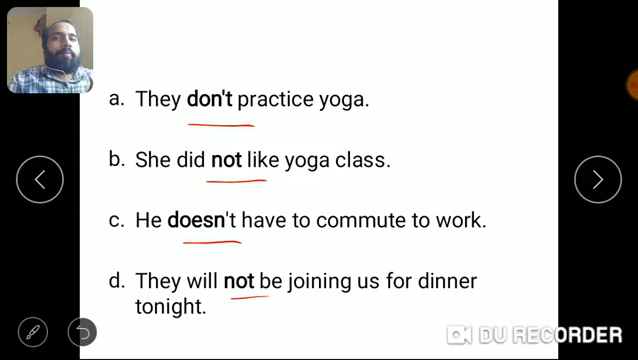 a. They don't practice yoga.
b. She did not like yoga class.
c. He doesn't have to commute to work.
d. They will not be joining us for dinner
tonight.
DU RECORDER